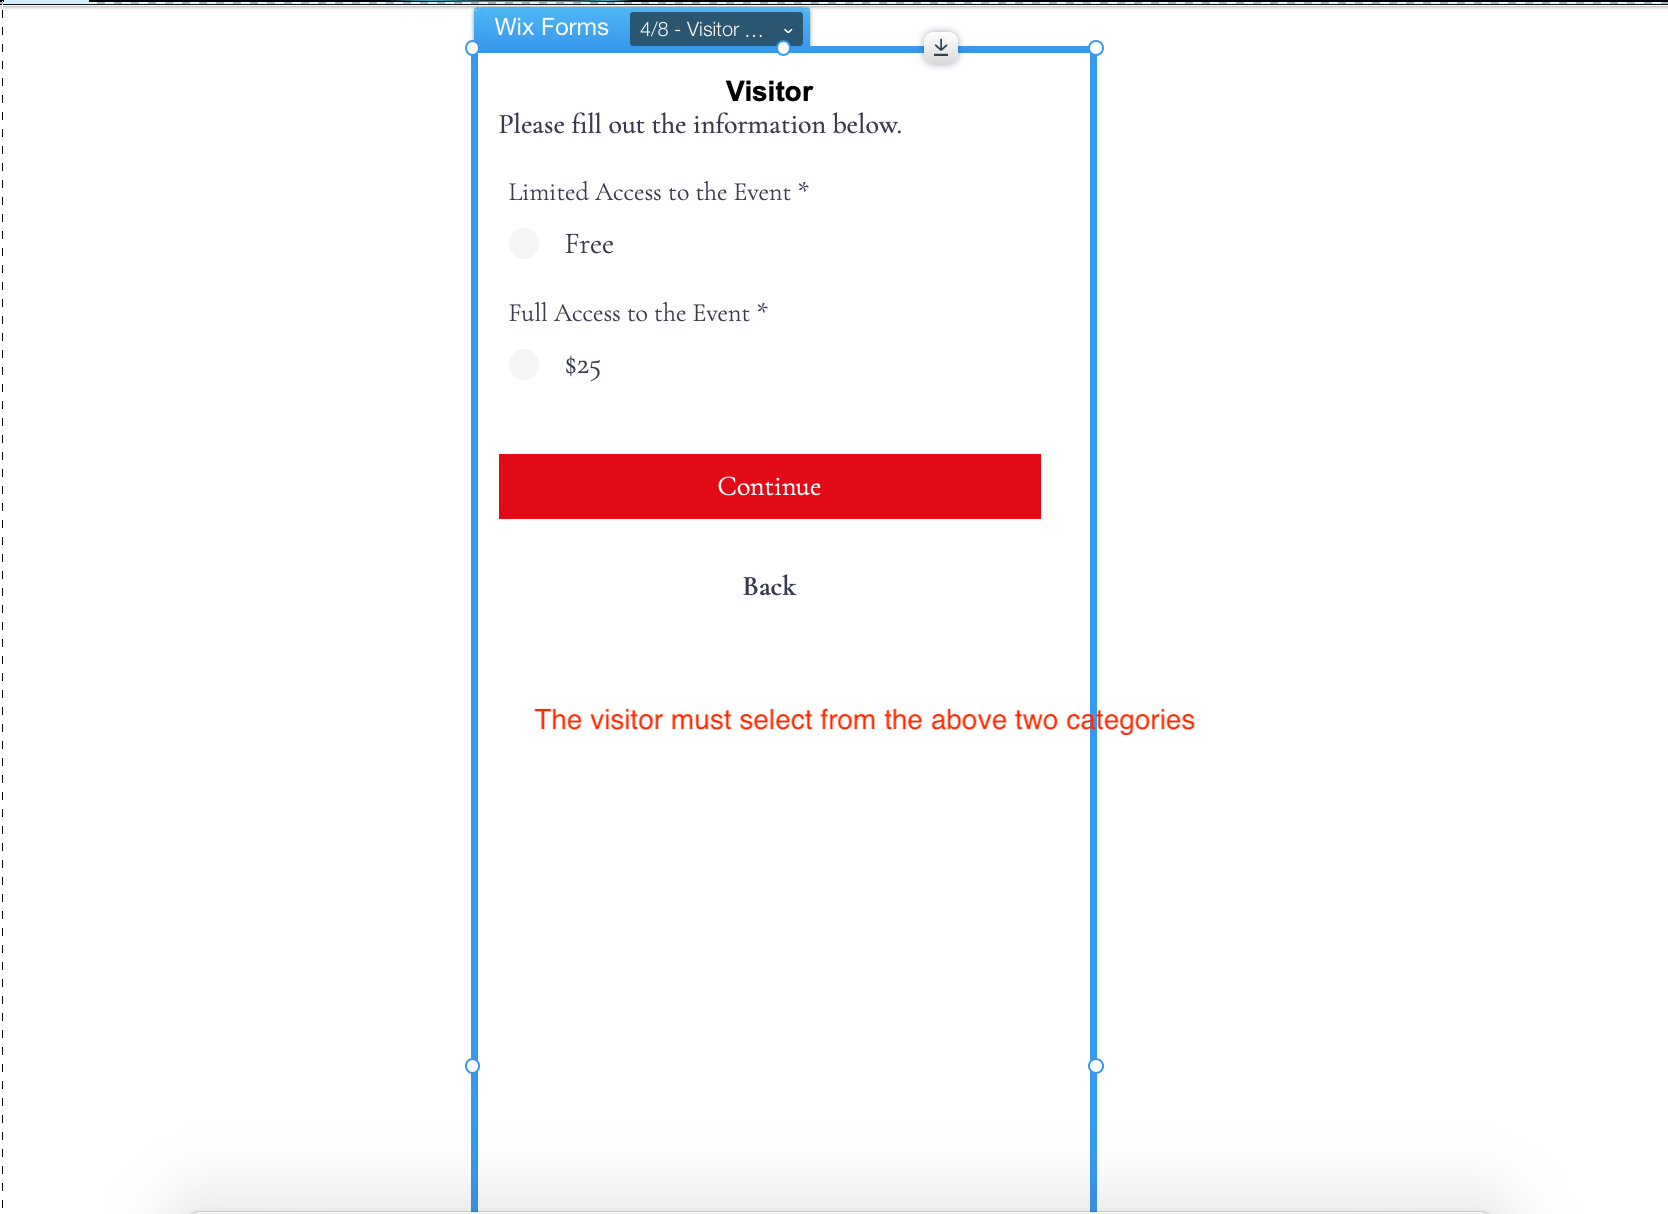 Wix Forms
4/8 - Visitor ...
Visitor
Please fill out the information below.
Limited Access to the Event *
Free
Full Access to the Event *
$25
Continue
Back
The visitor must select from the above two categories